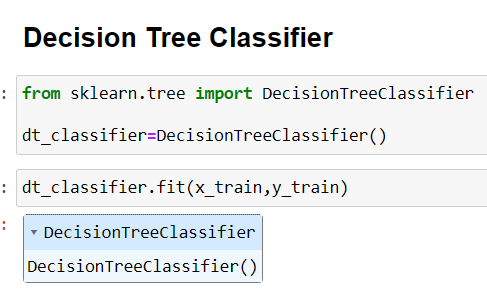 Decision Tree Classifier
: from sklearn.tree import DecisionTreeClassifier
dt_classifier=DecisionTreeClassifier()
: dt_classifier.fit(x_train,y_train)
: ▾ DecisionTreeClassifier
DecisionTreeClassifier()